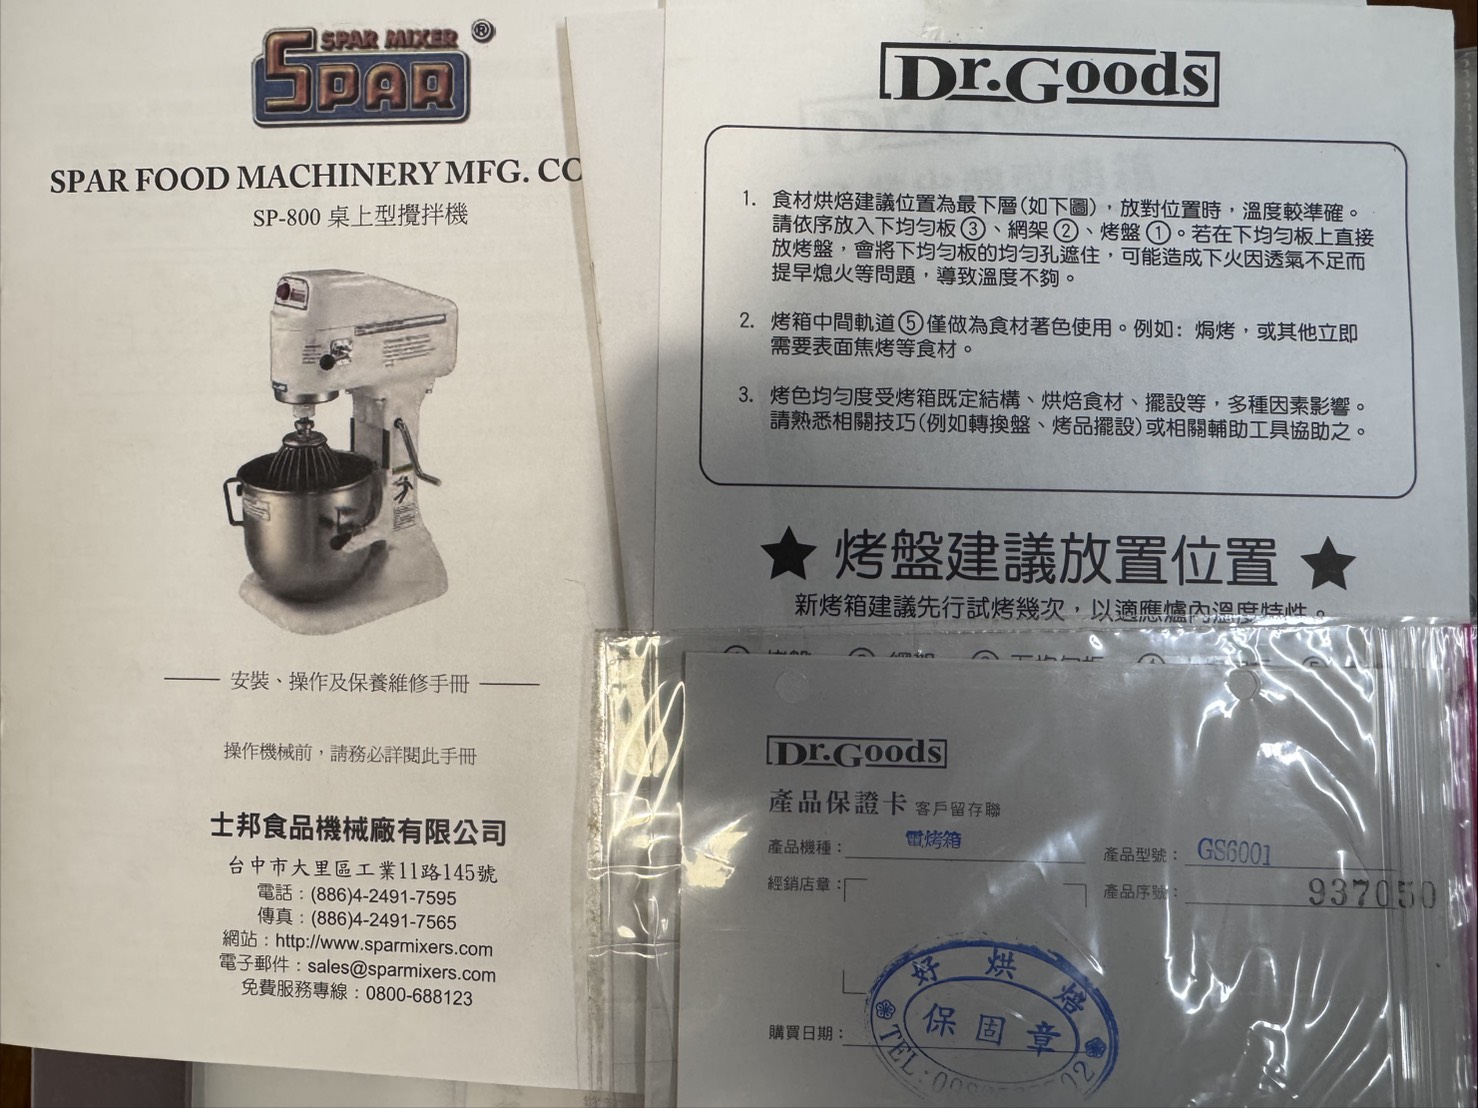 SPAR MIXER ®
SPAR
SPAR FOOD MACHINERY MFG. CO
SP-800 桌上型攪拌機
安裝、操作及保養維修手冊
操作機械前，請務必詳閱此手冊
士邦食品機械廠有限公司
台中市大里區工業11路145號
電話：(886)4-2491-7595
傳真：(886)4-2491-7565
網站：http://www.sparmixers.com
電子郵件：sales@sparmixers.com
免費服務專線：0800-688123
Dr.Goods
1. 食材烘焙建議位置為最下層(如下圖)，放對位置時，溫度較準確。
請依序放入下均勻板③、網架②、烤盤①。若在下均勻板上直接
放烤盤，會將下均勻板的均勻孔遮住，可能造成下火因透氣不足而
提早熄火等問題，導致溫度不夠。
2. 烤箱中間軌道⑤僅做為食材著色使用。例如：焗烤，或其他立即
需要表面焦烤等食材。
3. 烤色均勻度受烤箱既定結構、烘焙食材、擺設等，多種因素影響。
請熟悉相關技巧(例如轉換盤、烤品擺設)或相關輔助工具協助之。
★ 烤盤建議放置位置 ★
新烤箱建議先行試烤幾次，以適應爐內溫度特性。
Dr.Goods
產品保證卡 客戶留存聯
產品機種： 電烤箱
產品型號： GS6001
經銷店章：
產品序號： 937050
購買日期：
好烘焙
保固章
TEL: